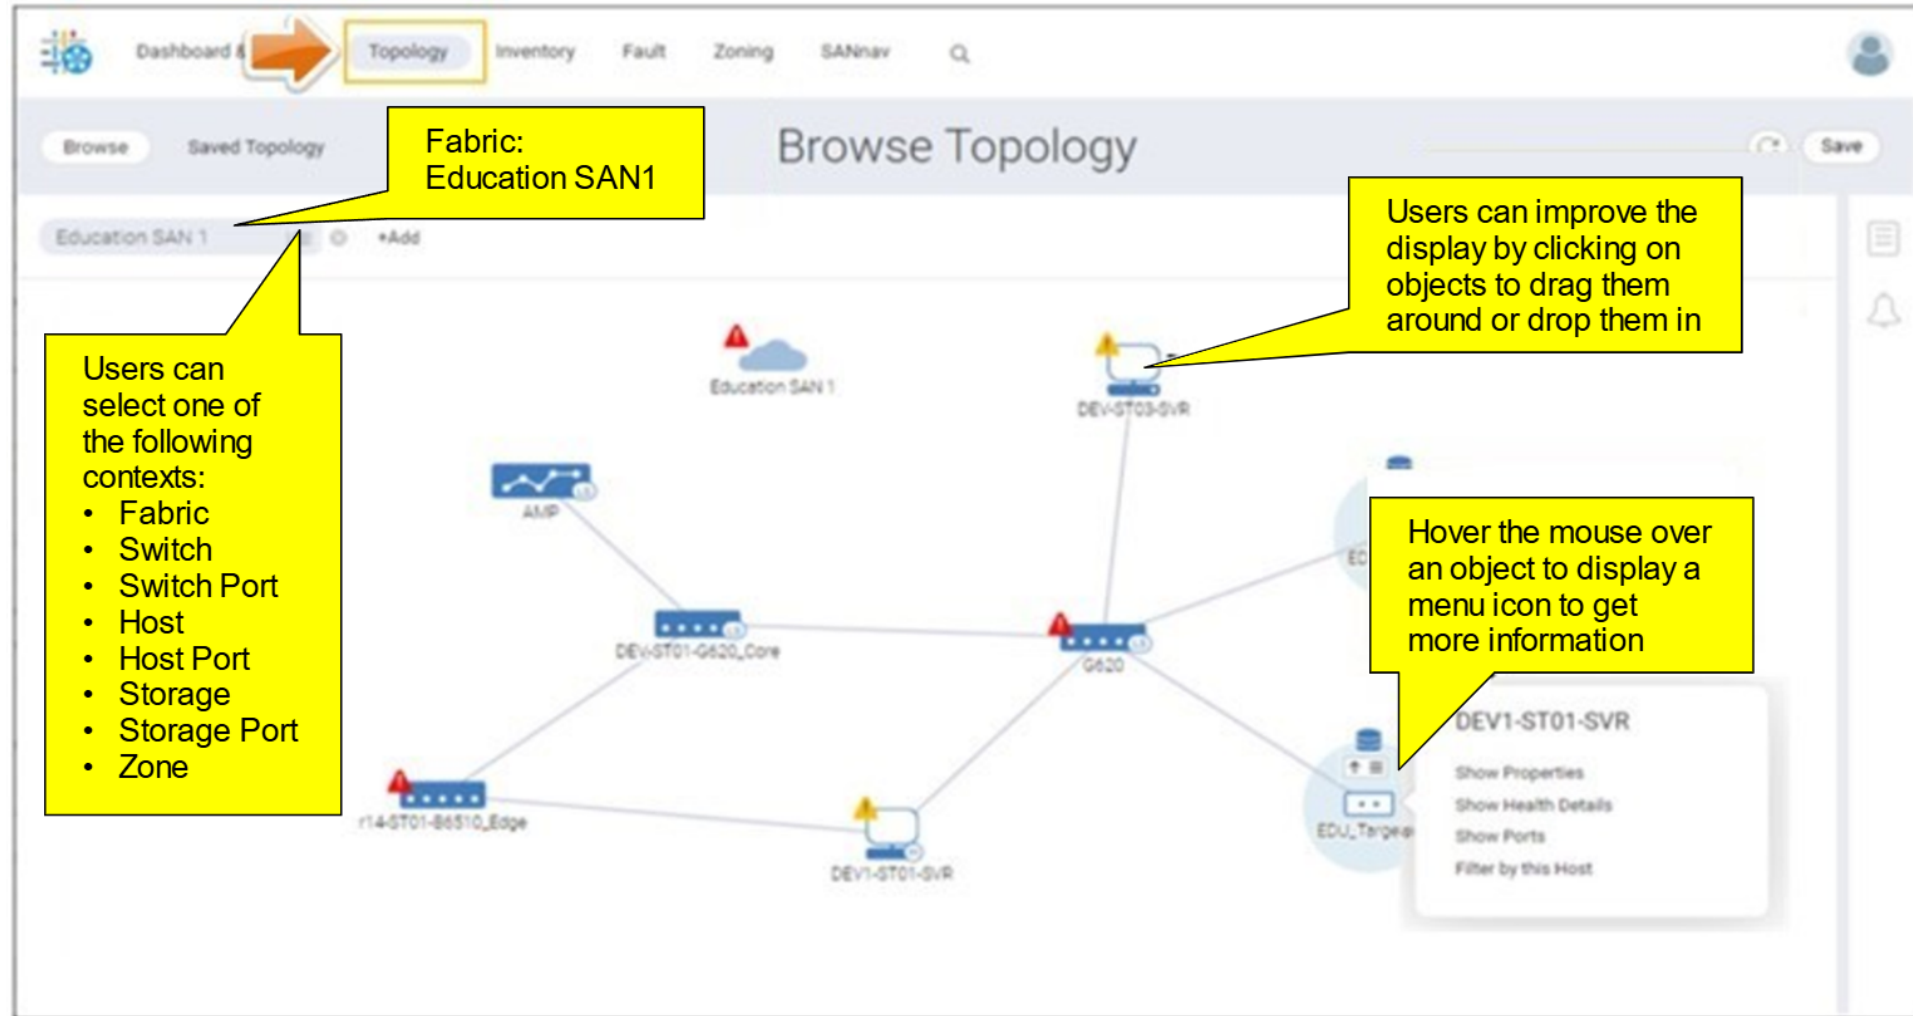 Dashboard &
Topology
Inventory
Fault
Zoning
SANnav
Browse
Saved Topology
Fabric:
Education SAN1
Browse Topology
Save
Education SAN 1
+Add
Users can improve the
display by clicking on
objects to drag them
around or drop them in
Users can
select one of
the following
contexts:
• Fabric
• Switch
• Switch Port
• Host
• Host Port
• Storage
• Storage Port
• Zone
Education SAN 1
DEV-ST03-SVR
AMP
Hover the mouse over
an object to display a
menu icon to get
more information
DEV-ST01-G620_Core
G620
DEV1-ST01-SVR
Show Properties
Show Health Details
Show Ports
Filter by this Host
r14-ST01-B6510_Edge
DEV1-ST01-SVR